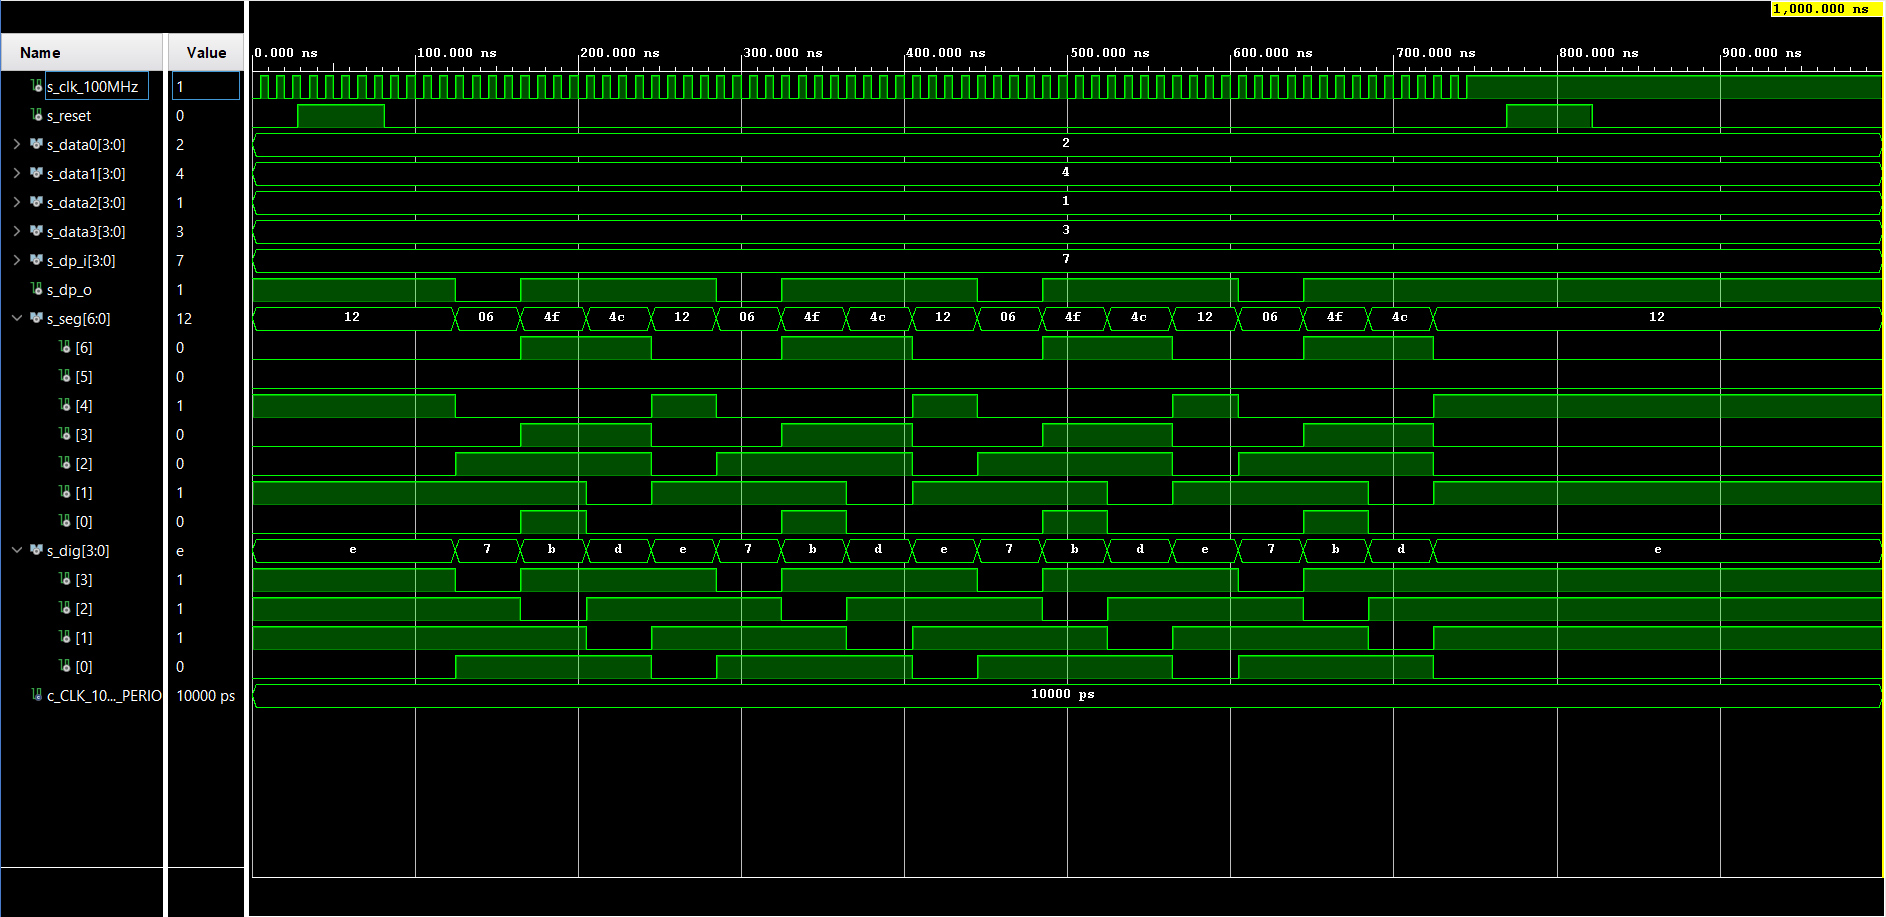 1,000.000 ns
Name Value 0.000 ns 100.000 ns 200.000 ns 300.000 ns 400.000 ns 500.000 ns 600.000 ns 700.000 ns 800.000 ns 900.000 ns
s_clk_100MHz 1
s_reset 0
s_data0[3:0] 2 2
s_data1[3:0] 4 4
s_data2[3:0] 1 1
s_data3[3:0] 3 3
s_dp_i[3:0] 7 7
s_dp_o 1
s_seg[6:0] 12 12 06 4f 4c 12 06 4f 4c 12 06 4f 4c 12 06 4f 4c 12
[6] 0
[5] 0
[4] 1
[3] 0
[2] 0
[1] 1
[0] 0
s_dig[3:0] e e 7 b d e 7 b d e 7 b d e 7 b d e
[3] 1
[2] 1
[1] 1
[0] 0
c_CLK_10..._PERIO 10000 ps 10000 ps